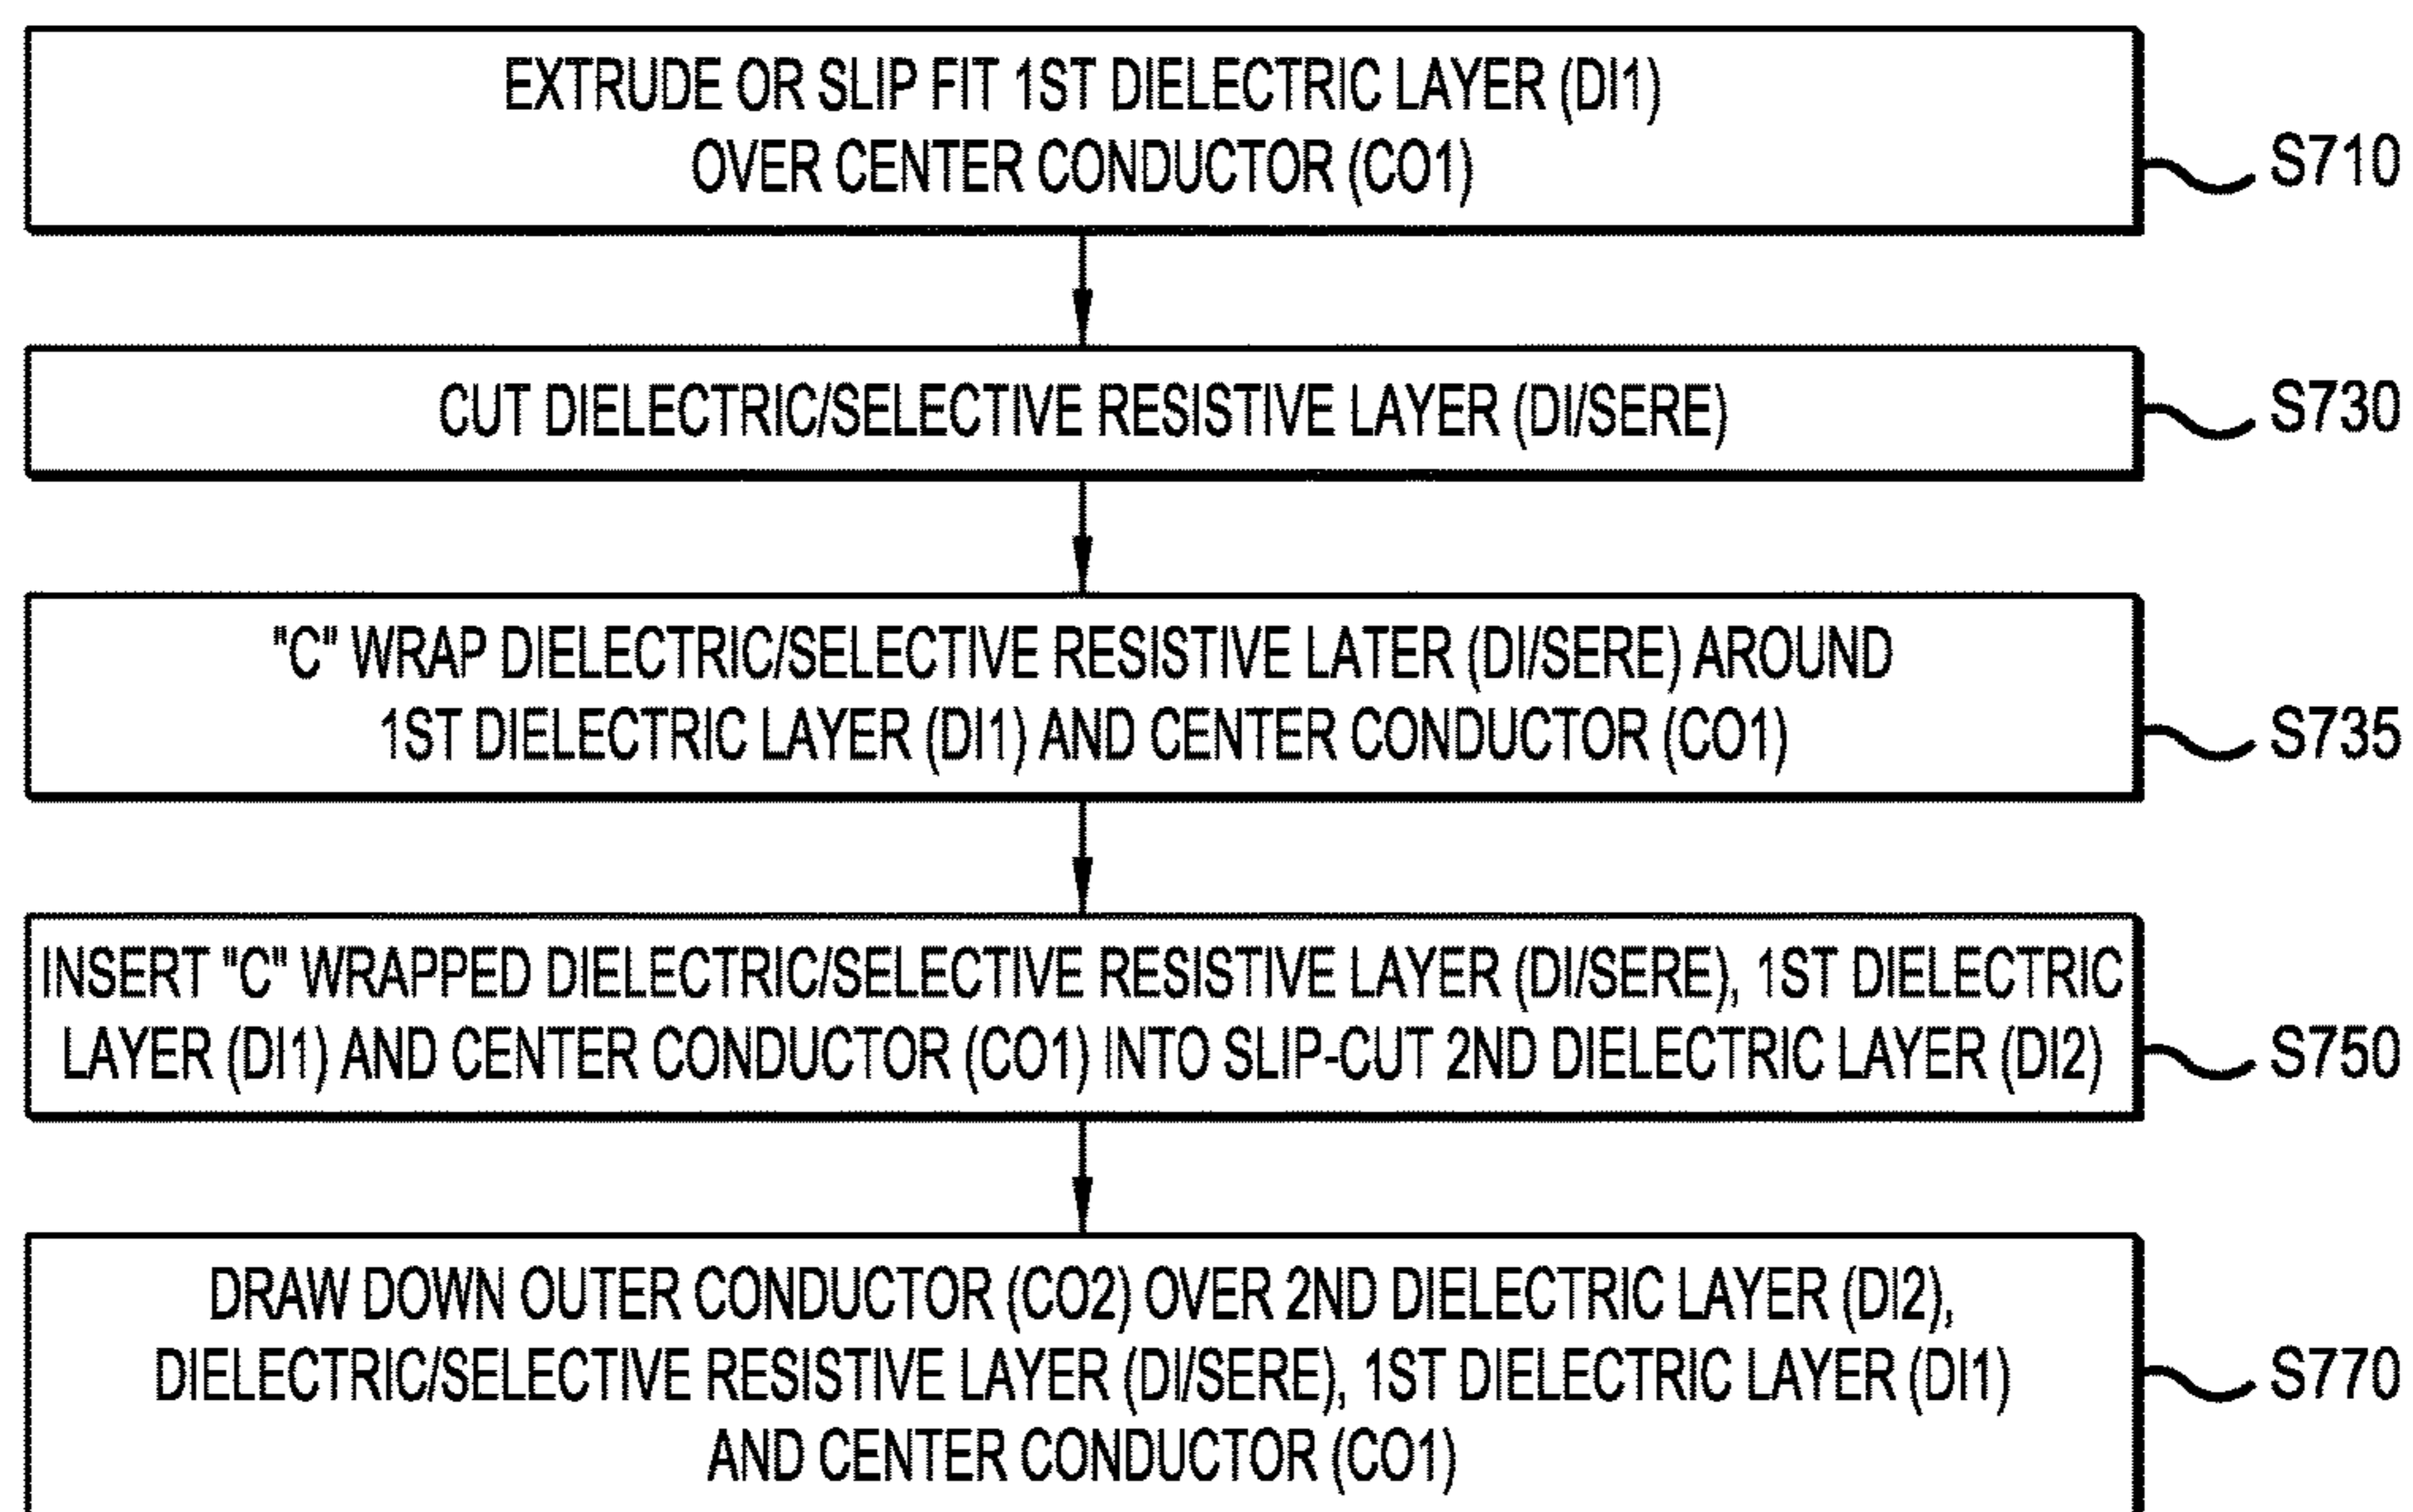 EXTRUDE OR SLIP FIT 1ST DIELECTRIC LAYER (DI1)
OVER CENTER CONDUCTOR (CO1)
S710
CUT DIELECTRIC/SELECTIVE RESISTIVE LAYER (DI/SERE)
S730
"C" WRAP DIELECTRIC/SELECTIVE RESISTIVE LATER (DI/SERE) AROUND
1ST DIELECTRIC LAYER (DI1) AND CENTER CONDUCTOR (CO1)
S735
INSERT "C" WRAPPED DIELECTRIC/SELECTIVE RESISTIVE LAYER (DI/SERE), 1ST DIELECTRIC
LAYER (DI1) AND CENTER CONDUCTOR (CO1) INTO SLIP-CUT 2ND DIELECTRIC LAYER (DI2)
S750
DRAW DOWN OUTER CONDUCTOR (CO2) OVER 2ND DIELECTRIC LAYER (DI2),
DIELECTRIC/SELECTIVE RESISTIVE LAYER (DI/SERE), 1ST DIELECTRIC LAYER (DI1)
AND CENTER CONDUCTOR (CO1)
S770